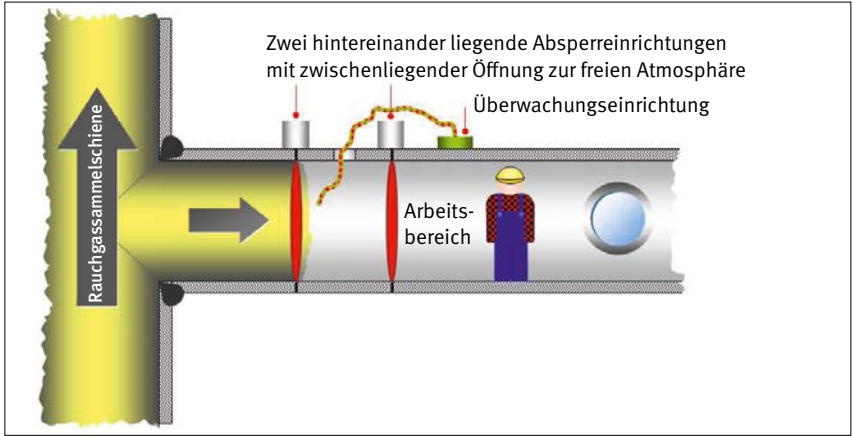 Zwei hintereinander liegende Absperreinrichtungen
mit zwischenliegender Öffnung zur freien Atmosphäre
Überwachungseinrichtung
Rauchgassammelschiene
Arbeits-
bereich